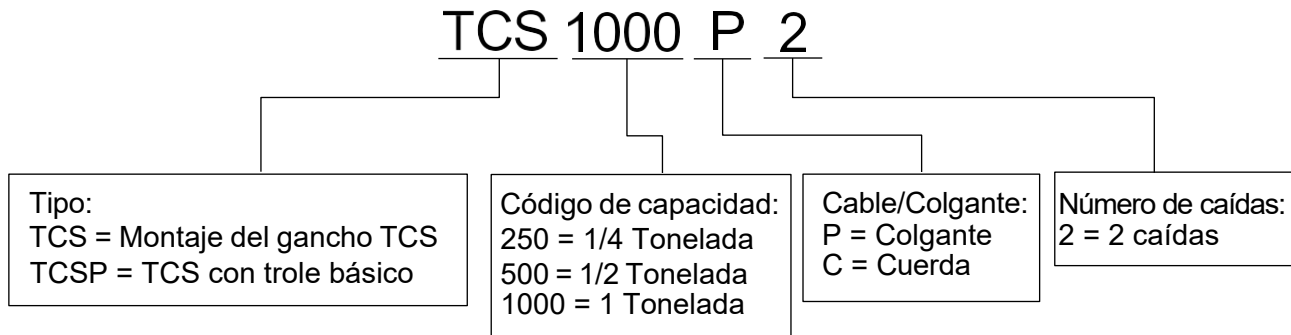 TCS 1000 P 2
Tipo:
TCS = Montaje del gancho TCS
TCSP = TCS con trole básico
Código de capacidad:
250 = 1/4 Tonelada
500 = 1/2 Tonelada
1000 = 1 Tonelada
Cable/Colgante:
P = Colgante
C = Cuerda
Número de caídas:
2 = 2 caídas